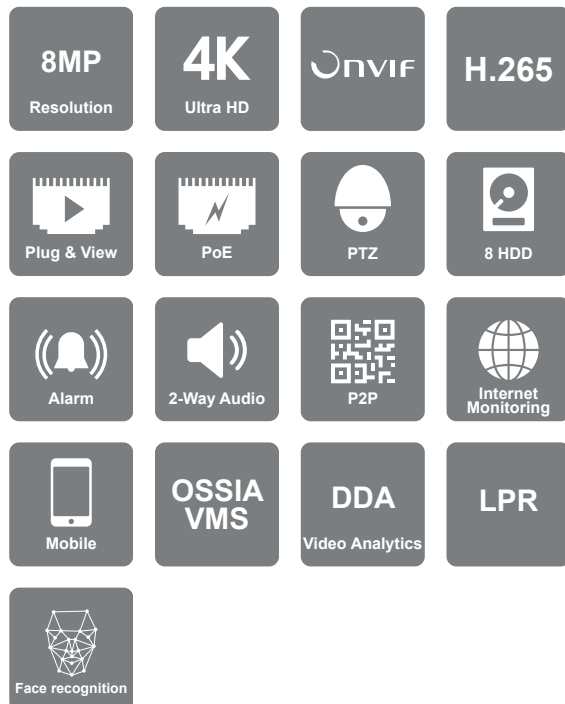 8MP
Resolution
4K
Ultra HD
ONVIF
H.265
Plug & View
PoE
PTZ
8 HDD
Alarm
2-Way Audio
P2P
Internet
Monitoring
Mobile
OSSIA
VMS
DDA
Video Analytics
LPR
Face recognition